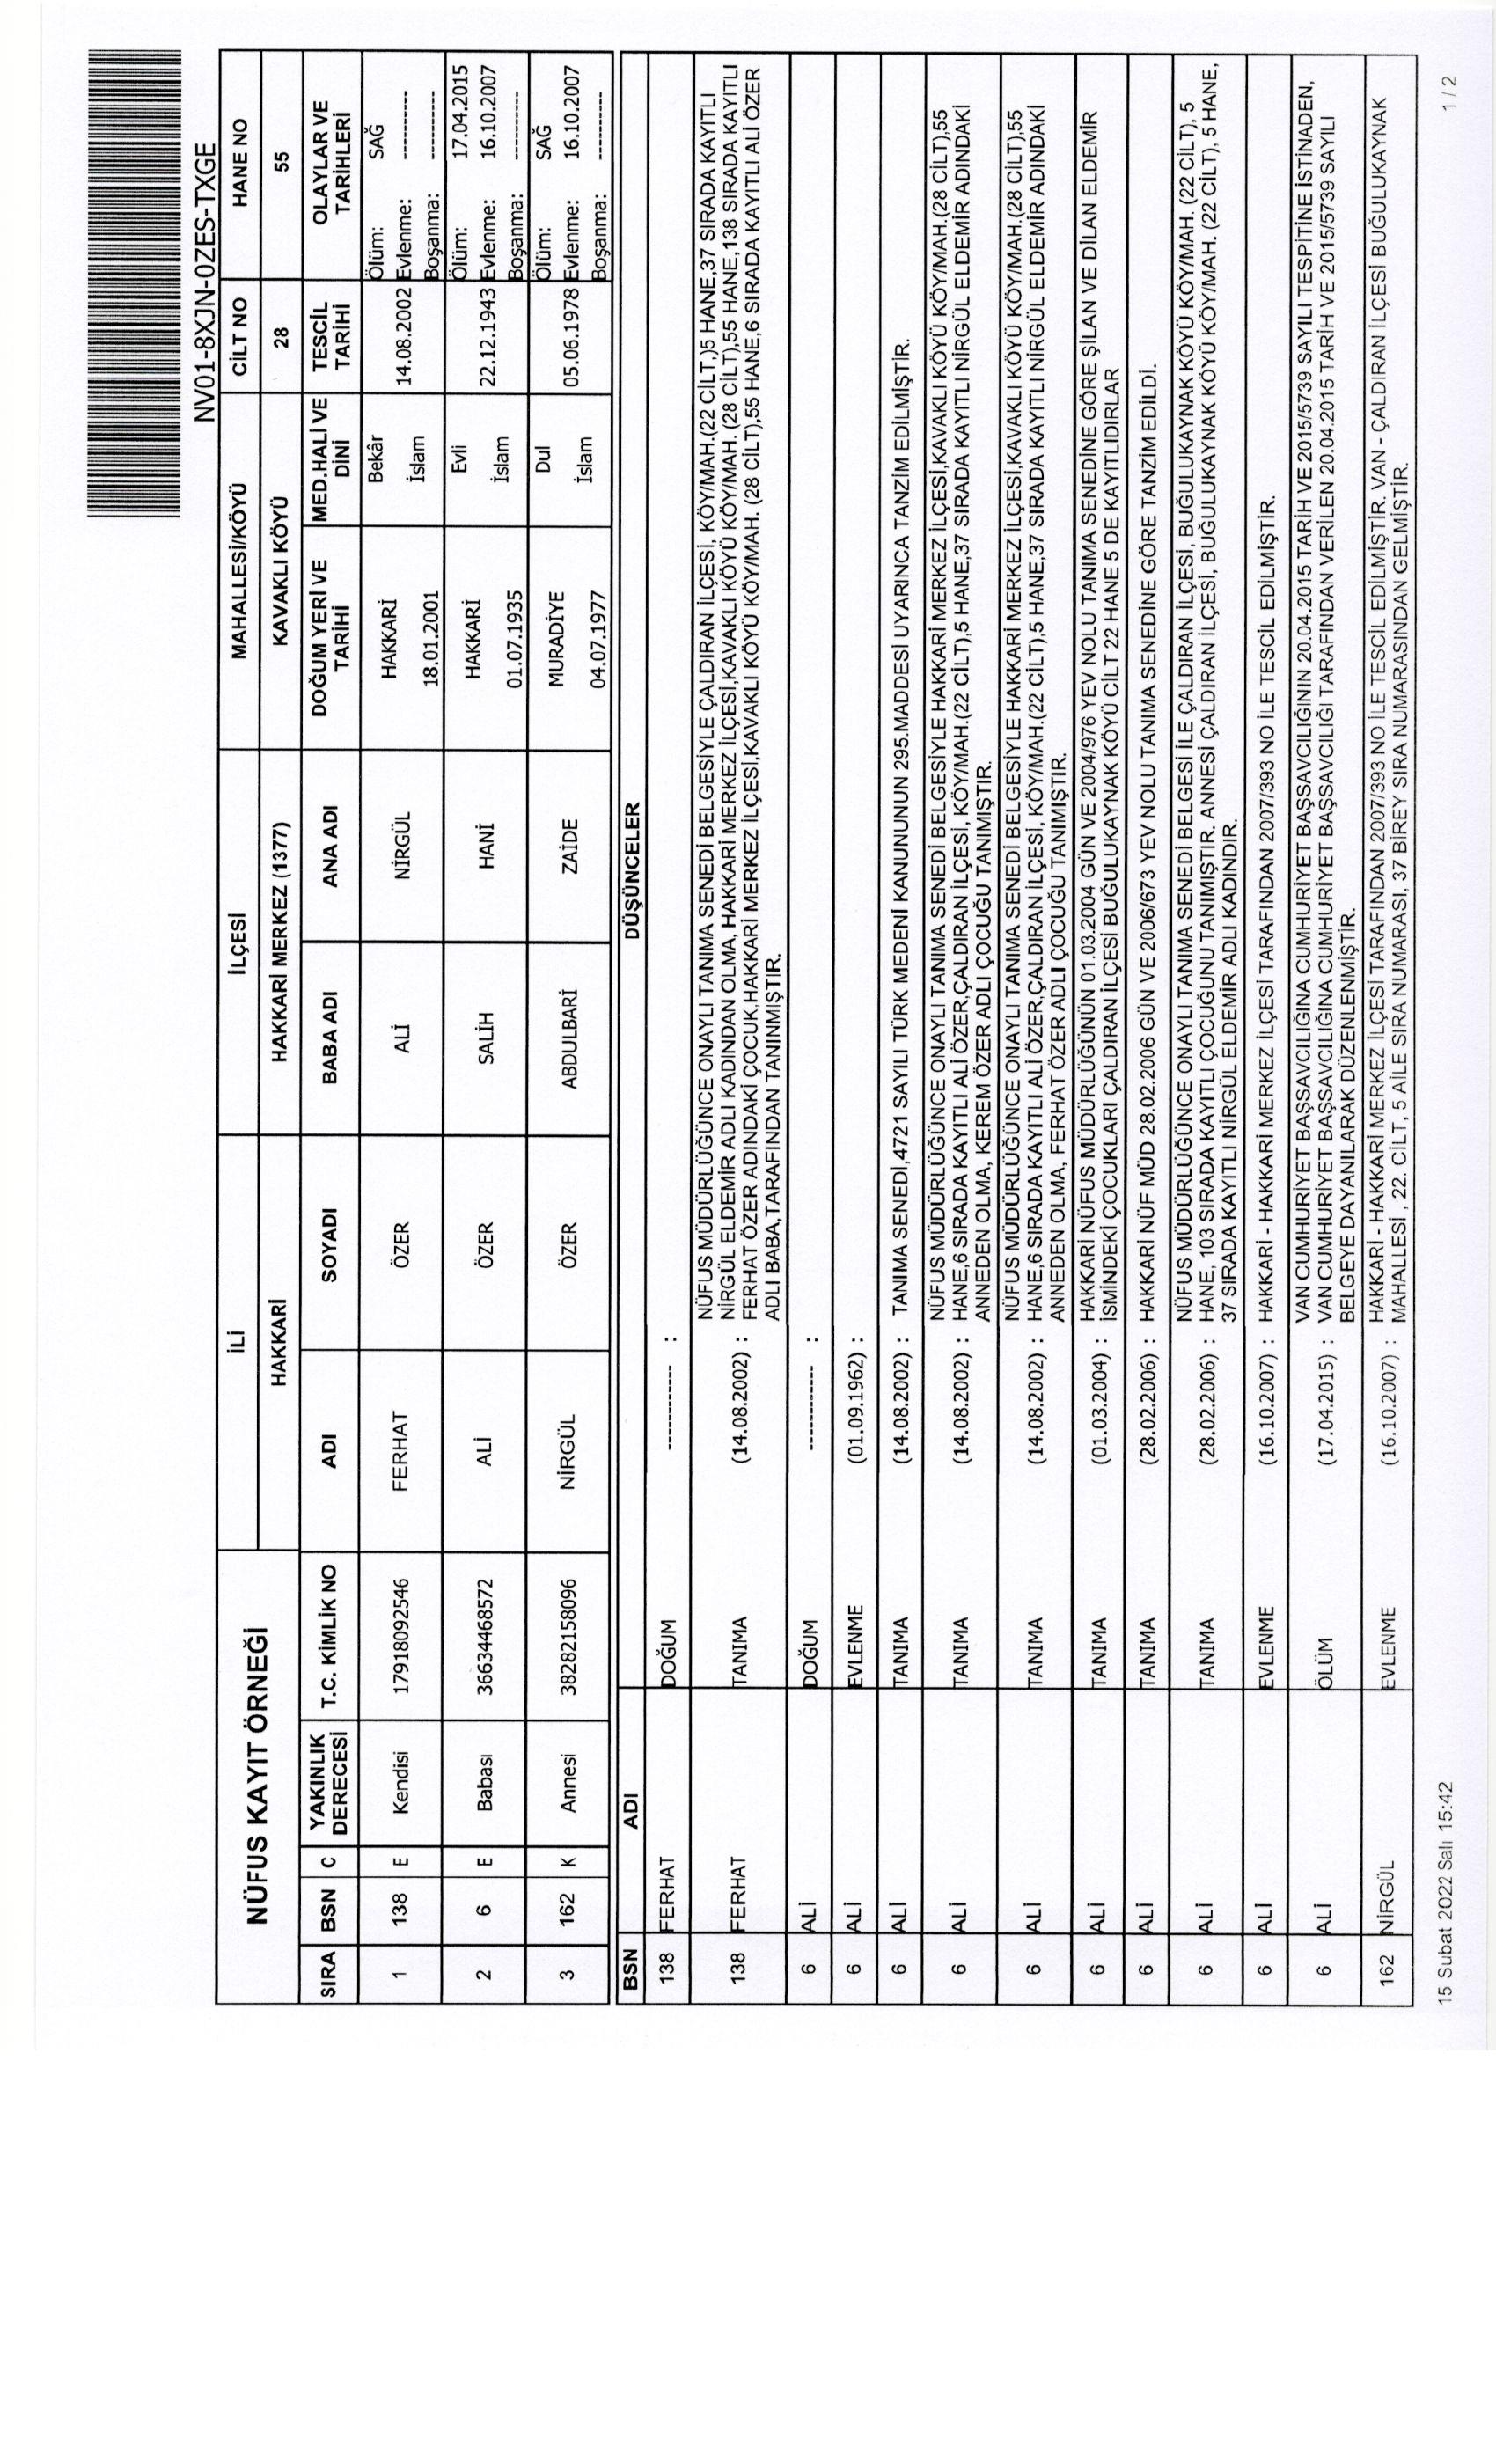 NV01-8XJN-0ZES-TXGE
NÜFUS KAYIT ÖRNEĞİ
İLİ İLÇESİ MAHALLESİ/KÖYÜ CİLT NO HANE NO
HAKKARİ HAKKARİ MERKEZ (1377) KAVAKLI KÖYÜ 28 55
SIRA BSN C YAKINLIK DERECESİ T.C. KİMLİK NO ADI SOYADI BABA ADI ANA ADI DOĞUM YERİ VE TARİHİ MED.HALİ VE DİNİ TESCİL TARİHİ OLAYLAR VE TARİHLERİ
1 138 E Kendisi 17918092546 FERHAT ÖZER ALİ NİRGÜL HAKKARİ 18.01.2001 Bekâr İslam 14.08.2002 Ölüm: SAĞ
Evlenme: ----------
Boşanma: ----------
2 6 E Babası 36634468572 ALİ ÖZER SALİH HANİ HAKKARİ 01.07.1935 Evli İslam 22.12.1943 Ölüm: 17.04.2015
Evlenme: 16.10.2007
Boşanma: ----------
3 162 K Annesi 38282158096 NİRGÜL ÖZER ABDULBARİ ZAİDE MURADİYE 04.07.1977 Dul İslam 05.06.1978 Ölüm: SAĞ
Evlenme: 16.10.2007
Boşanma: ----------
BSN ADI DÜŞÜNCELER
138 FERHAT DOĞUM ------------ :
138 FERHAT TANIMA (14.08.2002) : NÜFUS MÜDÜRLÜĞÜNCE ONAYLI TANIMA SENEDİ BELGESİYLE ÇALDIRAN İLÇESİ, KÖY/MAH.(22 CİLT,)5 HANE,37 SIRADA KAYITLI
NİRGÜL ELDEMİR ADLI KADINDAN OLMA, HAKKARİ MERKEZ İLÇESİ,KAVAKLI KÖYÜ KÖY/MAH. (28 CİLT),55 HANE,138 SIRADA KAYITLI
FERHAT ÖZER ADINDAKİ ÇOCUK,HAKKARİ MERKEZ İLÇESİ,KAVAKLI KÖYÜ KÖY/MAH. (28 CİLT),55 HANE,6 SIRADA KAYITLI ALİ ÖZER
ADLI BABA,TARAFINDAN TANINMIŞTIR.
6 ALİ DOĞUM ------------ :
6 ALİ EVLENME (01.09.1962) :
6 ALİ TANIMA (14.08.2002) : TANIMA SENEDİ,4721 SAYILI TÜRK MEDENİ KANUNUNUN 295.MADDESİ UYARINCA TANZİM EDİLMİŞTİR.
6 ALİ TANIMA (14.08.2002) : NÜFUS MÜDÜRLÜĞÜNCE ONAYLI TANIMA SENEDİ BELGESİYLE HAKKARİ MERKEZ İLÇESİ,KAVAKLI KÖYÜ KÖY/MAH.(28 CİLT),55
HANE,6 SIRADA KAYITLI ALİ ÖZER,ÇALDIRAN İLÇESİ, KÖY/MAH.(22 CİLT),5 HANE,37 SIRADA KAYITLI NİRGÜL ELDEMİR ADINDAKİ
ANNEDEN OLMA, KEREM ÖZER ADLI ÇOCUĞU TANIMIŞTIR.
6 ALİ TANIMA (14.08.2002) : NÜFUS MÜDÜRLÜĞÜNCE ONAYLI TANIMA SENEDİ BELGESİYLE HAKKARİ MERKEZ İLÇESİ,KAVAKLI KÖYÜ KÖY/MAH.(28 CİLT),55
HANE,6 SIRADA KAYITLI ALİ ÖZER,ÇALDIRAN İLÇESİ, KÖY/MAH.(22 CİLT),5 HANE,37 SIRADA KAYITLI NİRGÜL ELDEMİR ADINDAKİ
ANNEDEN OLMA, FERHAT ÖZER ADLI ÇOCUĞU TANIMIŞTIR.
6 ALİ TANIMA (01.03.2004) : HAKKARİ NÜFUS MÜDÜRLÜĞÜNÜN 01.03.2004 GÜN VE 2004/976 YEV NOLU TANIMA SENEDİNE GÖRE ŞİLAN VE DİLAN ELDEMİR
İSMİNDEKİ ÇOCUKLARI ÇALDIRAN İLÇESİ BUĞULUKAYNAK KÖYÜ CİLT 22 HANE 5 DE KAYITLIDIRLAR
6 ALİ TANIMA (28.02.2006) : HAKKARİ NÜF MÜD 28.02.2006 GÜN VE 2006/673 YEV NOLU TANIMA SENEDİNE GÖRE TANZİM EDİLDİ.
6 ALİ TANIMA (28.02.2006) : NÜFUS MÜDÜRLÜĞÜNCE ONAYLI TANIMA SENEDİ BELGESİ İLE ÇALDIRAN İLÇESİ, BUĞULUKAYNAK KÖYÜ KÖY/MAH. (22 CİLT), 5
HANE, 103 SIRADA KAYITLI ÇOCUĞUNU TANIMIŞTIR. ANNESİ ÇALDIRAN İLÇESİ, BUĞULUKAYNAK KÖYÜ KÖY/MAH. (22 CİLT), 5 HANE,
37 SIRADA KAYITLI NİRGÜL ELDEMİR ADLI KADINDIR.
6 ALİ EVLENME (16.10.2007) : HAKKARİ - HAKKARİ MERKEZ İLÇESİ TARAFINDAN 2007/393 NO İLE TESCİL EDİLMİŞTİR.
6 ALİ ÖLÜM (17.04.2015) : VAN CUMHURİYET BAŞSAVCILIĞINA CUMHURİYET BAŞSAVCILIĞININ 20.04.2015 TARİH VE 2015/5739 SAYILI TESPİTİNE İSTİNADEN,
VAN CUMHURİYET BAŞSAVCILIĞINA CUMHURİYET BAŞSAVCILIĞI TARAFINDAN VERİLEN 20.04.2015 TARİH VE 2015/5739 SAYILI
BELGEYE DAYANILARAK DÜZENLENMİŞTİR.
162 NİRGÜL EVLENME (16.10.2007) : HAKKARİ - HAKKARİ MERKEZ İLÇESİ TARAFINDAN 2007/393 NO İLE TESCİL EDİLMİŞTİR. VAN - ÇALDIRAN İLÇESİ BUĞULUKAYNAK
MAHALLESİ , 22. CİLT, 5 AİLE SIRA NUMARASI, 37 BİREY SIRA NUMARASINDAN GELMİŞTİR.
15 Subat 2022 Salı 15:42 1 / 2